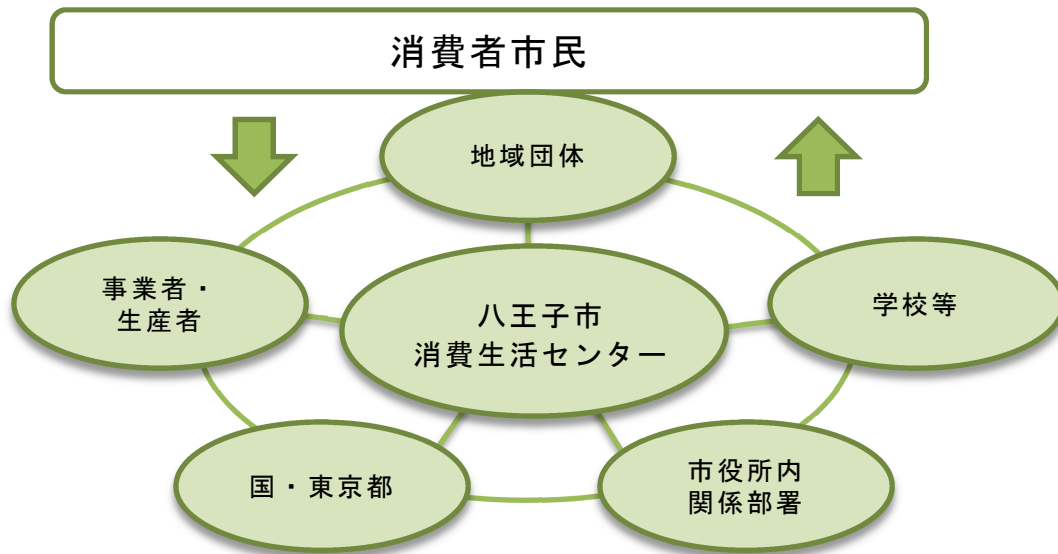 消費者市民
地域団体
事業者・
生産者
八王子市
消費生活センター
学校等
国・東京都
市役所内
関係部署